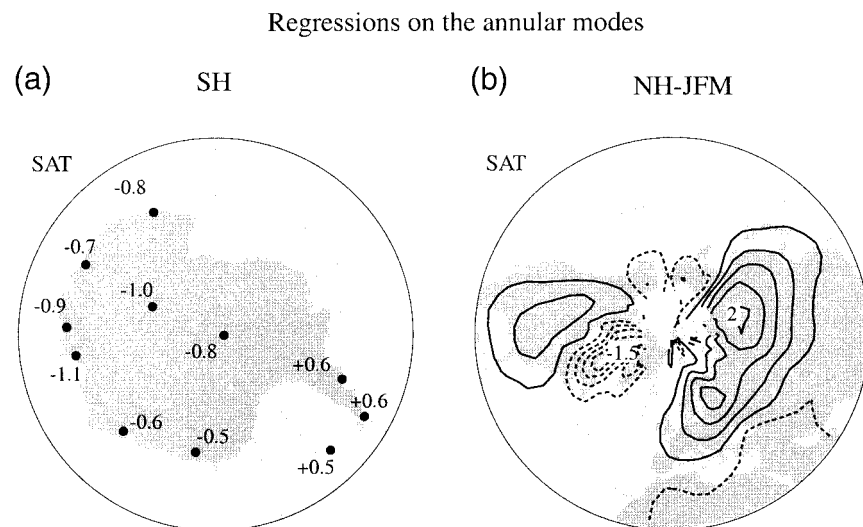 Regressions on the annular modes
(a) SH
(b) NH-JFM
SAT
SAT
-0.8
-0.7
-1.0
-0.9
-0.8
-1.1
+0.6
+0.6
-0.6
-0.5
+0.5
2
-1.5